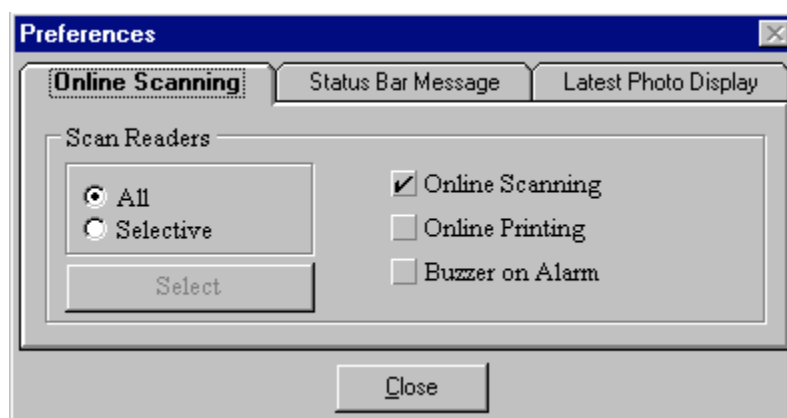 Preferences
Online Scanning Status Bar Message Latest Photo Display
Scan Readers
All
Selective
Select
Online Scanning
Online Printing
Buzzer on Alarm
Close